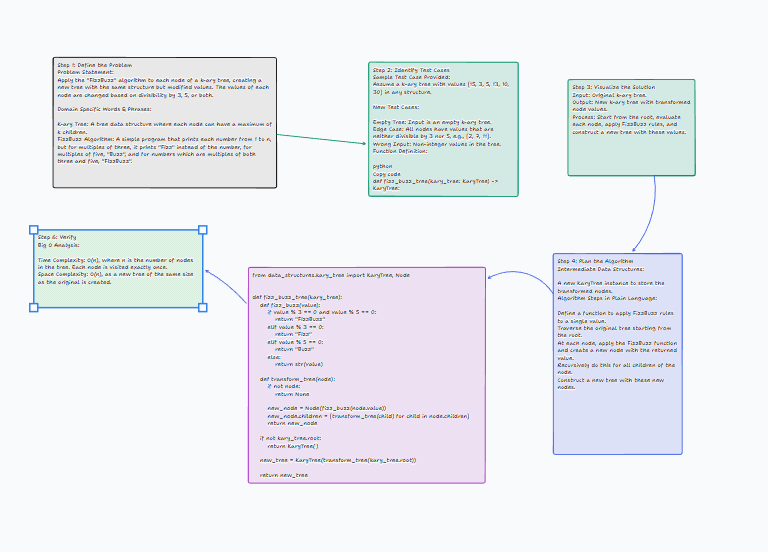 Step 1: Define the Problem
Problem Statement:
Apply the "FizzBuzz" algorithm to each node of a k-ary tree, creating a
new tree with the same structure but modified values. The values of each
node are changed based on divisibility by 3, 5, or both.
Domain Specific Words & Phrases:
K-ary Tree: A tree data structure where each node can have a maximum of
k children.
FizzBuzz Algorithm: A simple program that prints each number from 1 to n,
but for multiples of three, it prints "Fizz" instead of the number, for
multiples of five, "Buzz", and for numbers which are multiples of both
three and five, "FizzBuzz".
Step 2: Identify Test Cases
Sample Test Case Provided:
Assume a k-ary tree with values [15, 3, 5, 13, 10,
30] in any structure.
New Test Cases:
Empty Tree: Input is an empty k-ary tree.
Edge Case: All nodes have values that are
neither divisible by 3 nor 5, e.g., [2, 7, 11].
Wrong Input: Non-integer values in the tree.
Function Definition:
python
Copy code
def fizz_buzz_tree(kary_tree: KaryTree) ->
KaryTree:
Step 3: Visualize the Solution
Input: Original k-ary tree.
Output: New k-ary tree with transformed
node values.
Process: Start from the root, evaluate
each node, apply FizzBuzz rules, and
construct a new tree with these values.
Step 4: Plan the Algorithm
Intermediate Data Structures:
A new KaryTree instance to store the
transformed nodes.
Algorithm Steps in Plain Language:
Define a function to apply FizzBuzz rules
to a single value.
Traverse the original tree starting from
the root.
At each node, apply the FizzBuzz function
and create a new node with the returned
value.
Recursively do this for all children of the
node.
Construct a new tree with these new
nodes.
from data_structures.kary_tree import KaryTree, Node
def fizz_buzz_tree(kary_tree):
def fizz_buzz(value):
if value % 3 == 0 and value % 5 == 0:
return "FizzBuzz"
elif value % 3 == 0:
return "Fizz"
elif value % 5 == 0:
return "Buzz"
else:
return str(value)
def transform_tree(node):
if not node:
return None
new_node = Node(fizz_buzz(node.value))
new_node.children = [transform_tree(child) for child in node.children]
return new_node
if not kary_tree.root:
return KaryTree()
new_tree = KaryTree(transform_tree(kary_tree.root))
return new_tree
Step 6: Verify
Big O Analysis:
Time Complexity: O(n), where n is the number of nodes
in the tree. Each node is visited exactly once.
Space Complexity: O(n), as a new tree of the same size
as the original is created.